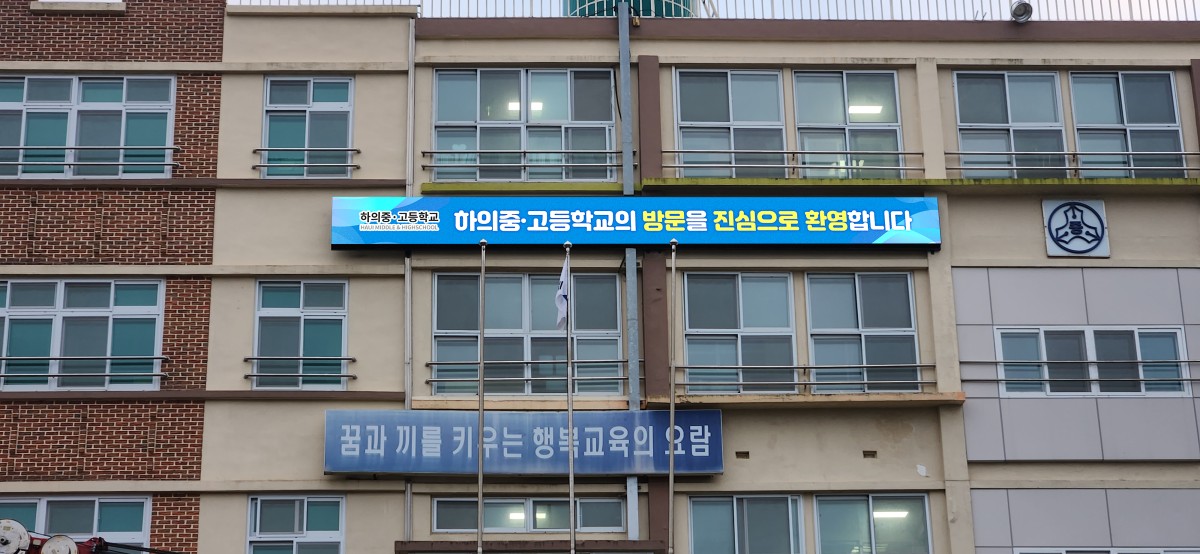 하의중·고등학교
HAUI MIDDLE & HIGHSCHOOL
하의중·고등학교의 방문을 진심으로 환영합니다
꿈과 끼를 키우는 행복교육의 요람